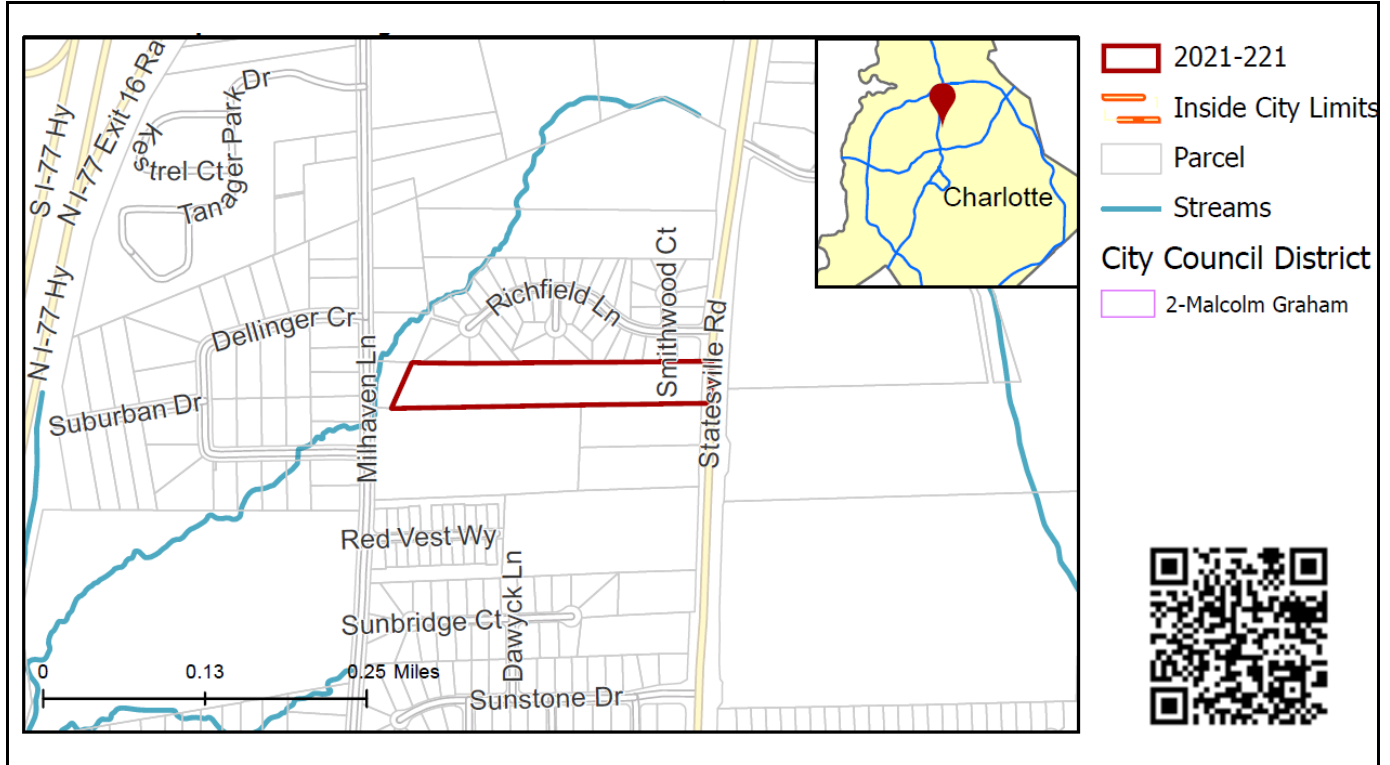 S I-77 Hy
N I-77 Exit 16 Ra
N I-77 Hy
Kestrel Ct
Tanager Park Dr
Dellinger Cr
Suburban Dr
Milhaven Ln
Richfield Ln
Smithwood Ct
Statesville Rd
Red Vest Wy
Sunbridge Ct
Dawyck Ln
Sunstone Dr
0 0.13 0.25 Miles
Charlotte
2021-221
Inside City Limits
Parcel
Streams
City Council District
2-Malcolm Graham